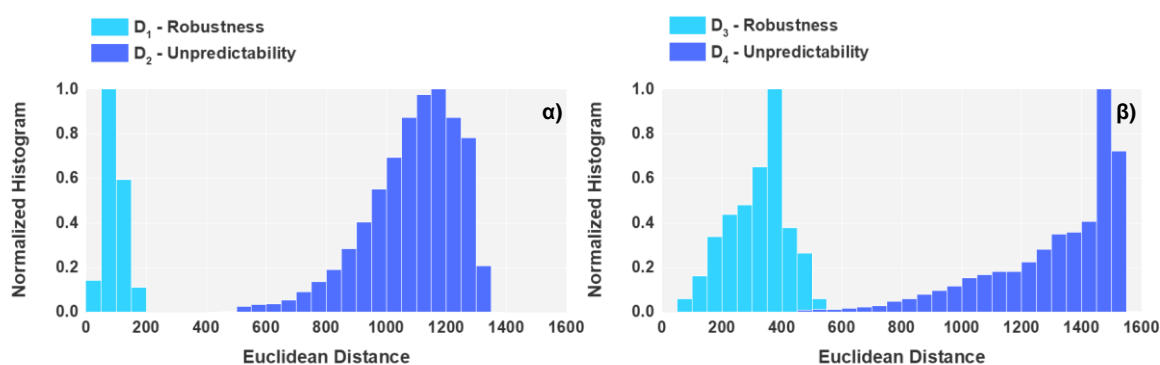 D₁ - Robustness
D₂ - Unpredictability
Normalized Histogram
1.0
0.8
0.6
0.4
0.2
0.0
α)
0 200 400 600 800 1000 1200 1400 1600
Euclidean Distance
D₃ - Robustness
D₄ - Unpredictability
Normalized Histogram
1.0
0.8
0.6
0.4
0.2
0.0
β)
0 200 400 600 800 1000 1200 1400 1600
Euclidean Distance